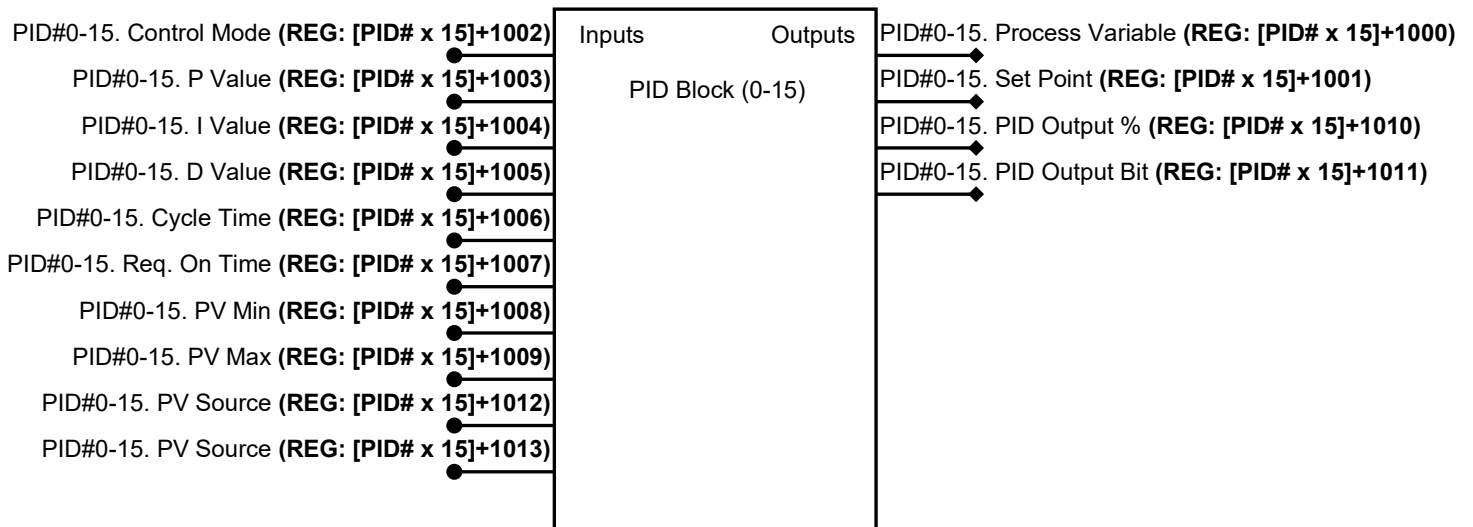 PID#0-15. Control Mode (REG: [PID# x 15]+1002)
PID#0-15. P Value (REG: [PID# x 15]+1003)
PID#0-15. I Value (REG: [PID# x 15]+1004)
PID#0-15. D Value (REG: [PID# x 15]+1005)
PID#0-15. Cycle Time (REG: [PID# x 15]+1006)
PID#0-15. Req. On Time (REG: [PID# x 15]+1007)
PID#0-15. PV Min (REG: [PID# x 15]+1008)
PID#0-15. PV Max (REG: [PID# x 15]+1009)
PID#0-15. PV Source (REG: [PID# x 15]+1012)
PID#0-15. PV Source (REG: [PID# x 15]+1013)
Inputs Outputs
PID Block (0-15)
PID#0-15. Process Variable (REG: [PID# x 15]+1000)
PID#0-15. Set Point (REG: [PID# x 15]+1001)
PID#0-15. PID Output % (REG: [PID# x 15]+1010)
PID#0-15. PID Output Bit (REG: [PID# x 15]+1011)